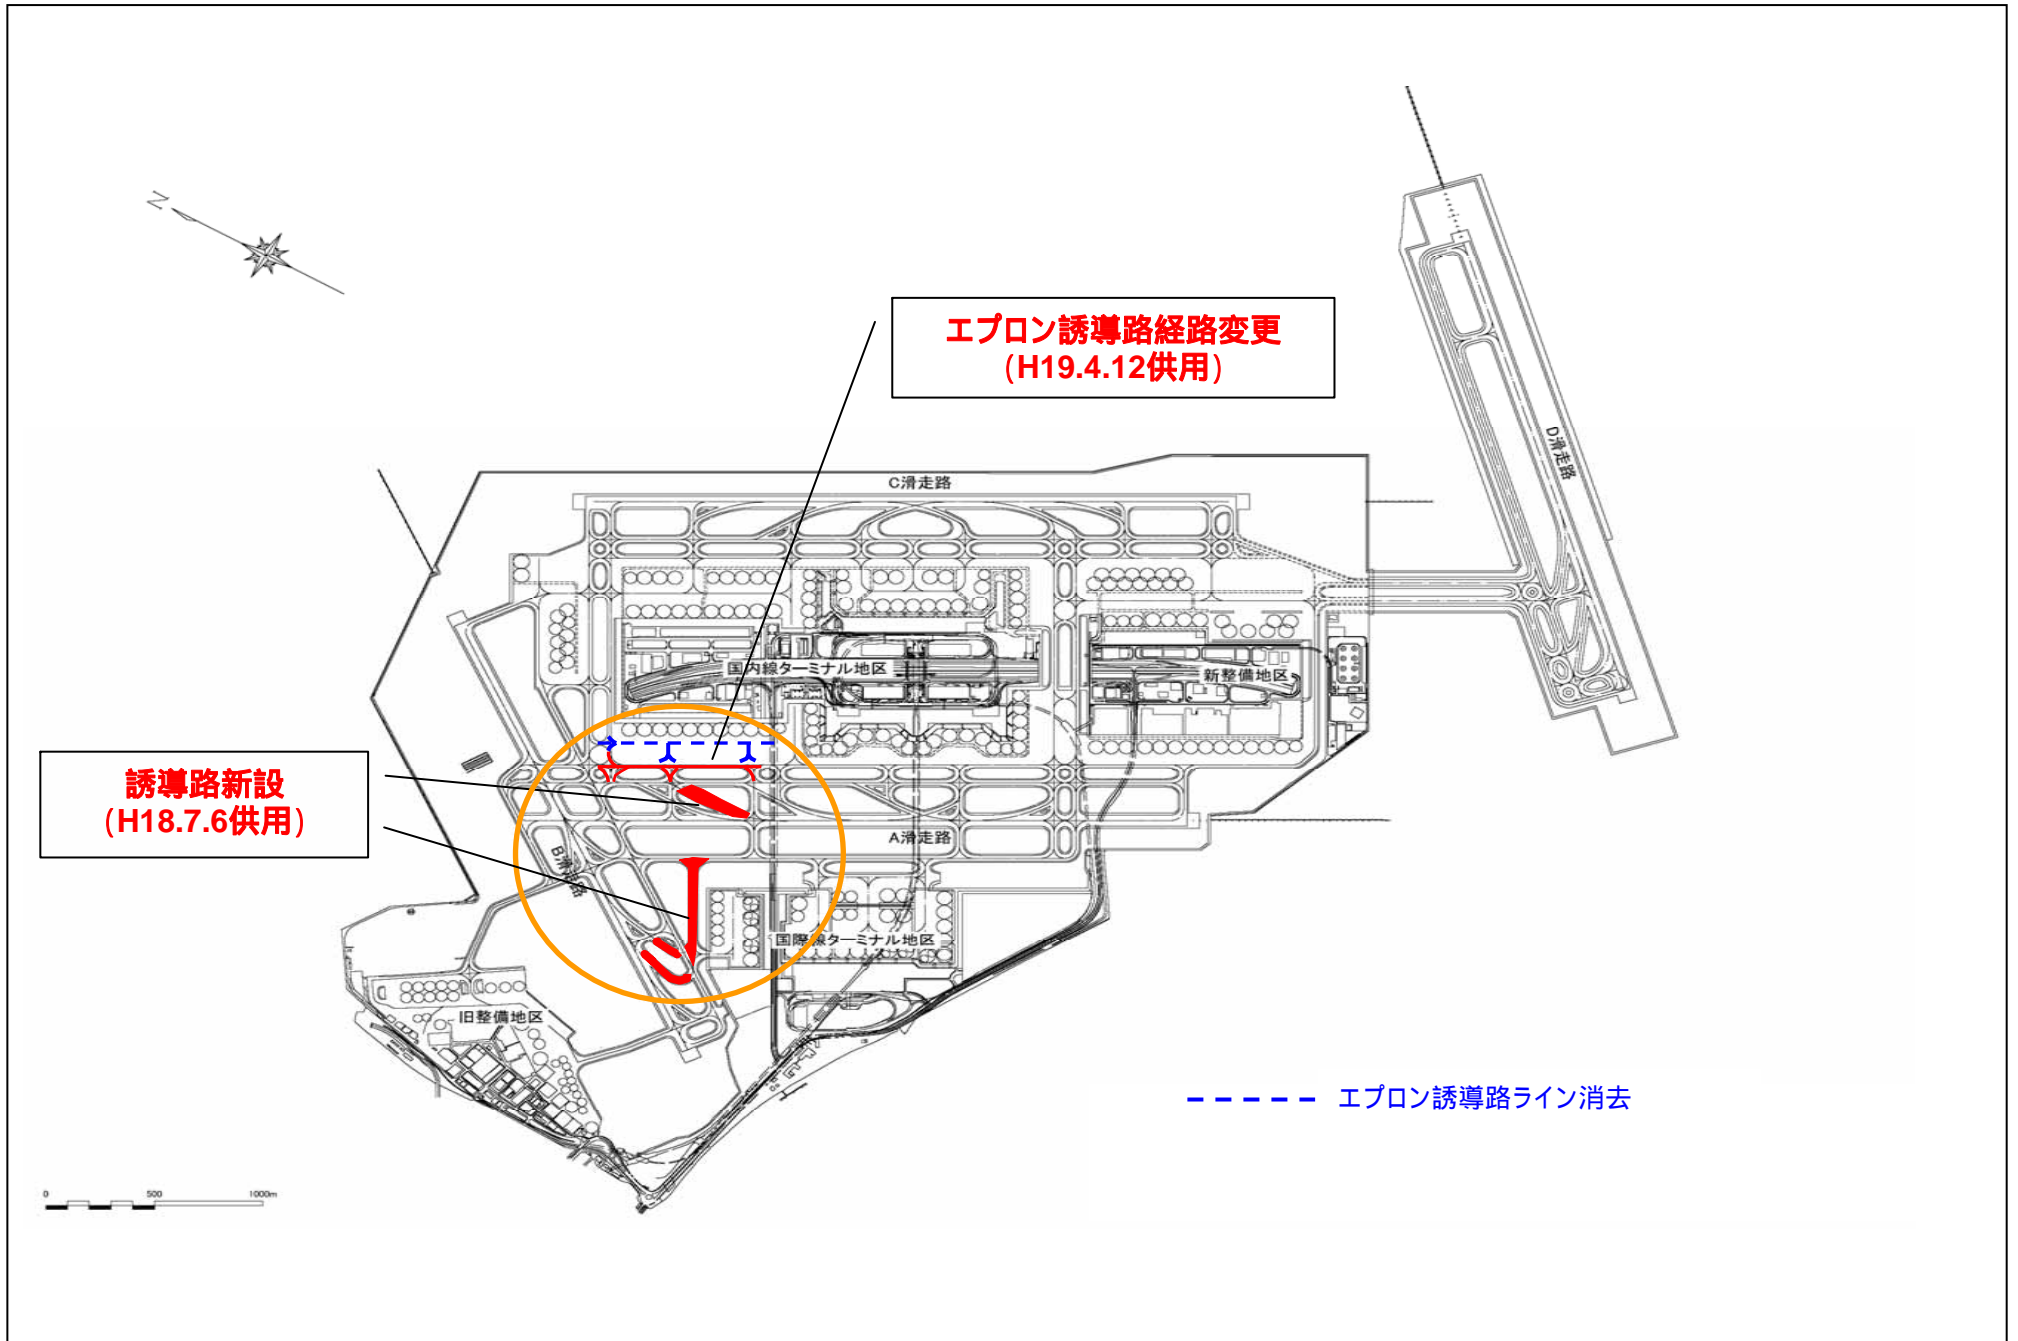 N
エプロン誘導路経路変更
(H19.4.12供用)
D滑走路
C滑走路
国内線ターミナル地区
新整備地区
誘導路新設
(H18.7.6供用)
A滑走路
B滑走路
国際線ターミナル地区
旧整備地区
エプロン誘導路ライン消去
0 500 1000m